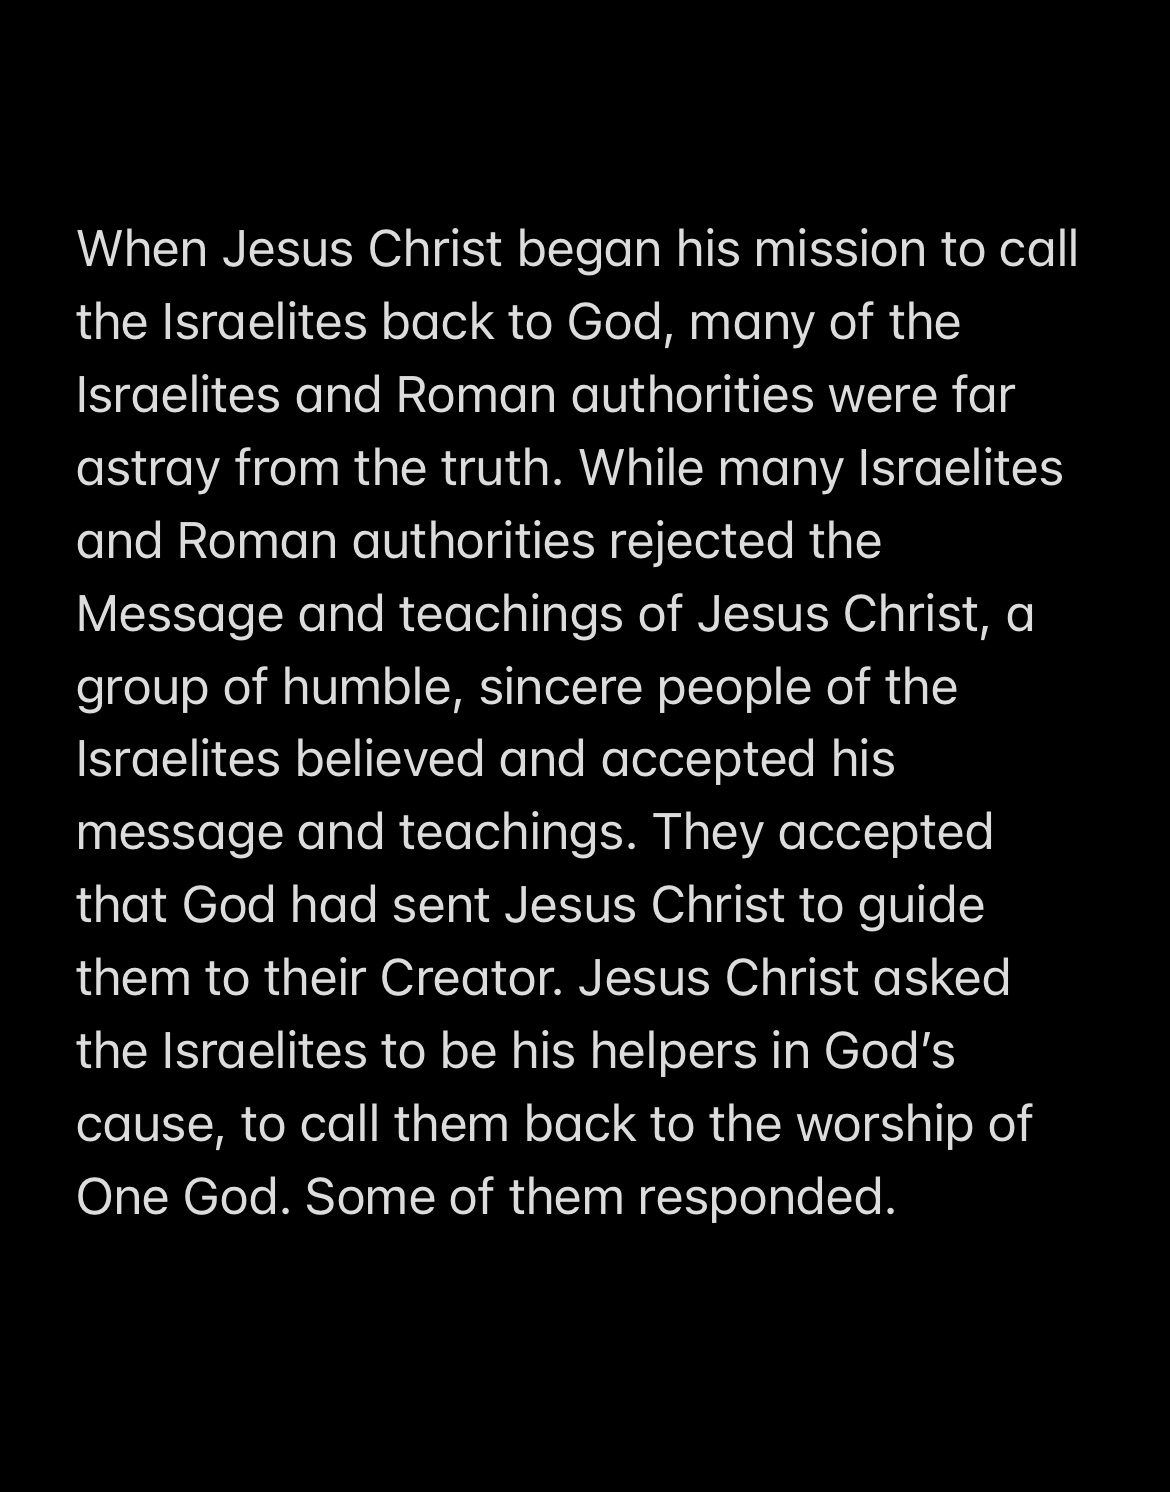 When Jesus Christ began his mission to call
the Israelites back to God, many of the
Israelites and Roman authorities were far
astray from the truth. While many Israelites
and Roman authorities rejected the
Message and teachings of Jesus Christ, a
group of humble, sincere people of the
Israelites believed and accepted his
message and teachings. They accepted
that God had sent Jesus Christ to guide
them to their Creator. Jesus Christ asked
the Israelites to be his helpers in God’s
cause, to call them back to the worship of
One God. Some of them responded.